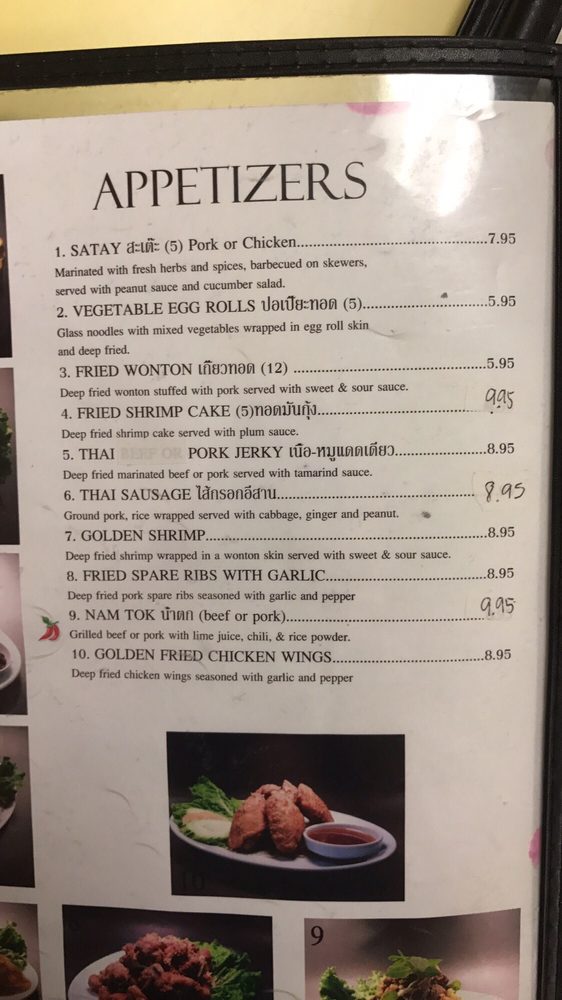 APPETIZERS
1. SATAY สะเต๊ะ (5) Pork or Chicken................................................7.95
Marinated with fresh herbs and spices, barbecued on skewers,
served with peanut sauce and cucumber salad.
2. VEGETABLE EGG ROLLS ปอเปี๊ยะทอด (5)...............................5.95
Glass noodles with mixed vegetables wrapped in egg roll skin
and deep fried.
3. FRIED WONTON เกี๊ยวทอด (12) ................................................5.95
Deep fried wonton stuffed with pork served with sweet & sour sauce.
4. FRIED SHRIMP CAKE (5)ทอดมันกุ้ง........................................9.95
Deep fried shrimp cake served with plum sauce.
5. THAI BEEF OR PORK JERKY เนื้อ-หมูแดดเดียว.......................8.95
Deep fried marinated beef or pork served with tamarind sauce.
6. THAI SAUSAGE ไส้กรอกอีสาน................................................. 8.95
Ground pork, rice wrapped served with cabbage, ginger and peanut.
7. GOLDEN SHRIMP......................................................................8.95
Deep fried shrimp wrapped in a wonton skin served with sweet & sour sauce.
8. FRIED SPARE RIBS WITH GARLIC........................................8.95
Deep fried pork spare ribs seasoned with garlic and pepper
9. NAM TOK น้ำตก (beef or pork).................................................9.95
Grilled beef or pork with lime juice, chili, & rice powder.
10. GOLDEN FRIED CHICKEN WINGS......................................8.95
Deep fried chicken wings seasoned with garlic and pepper
10
9